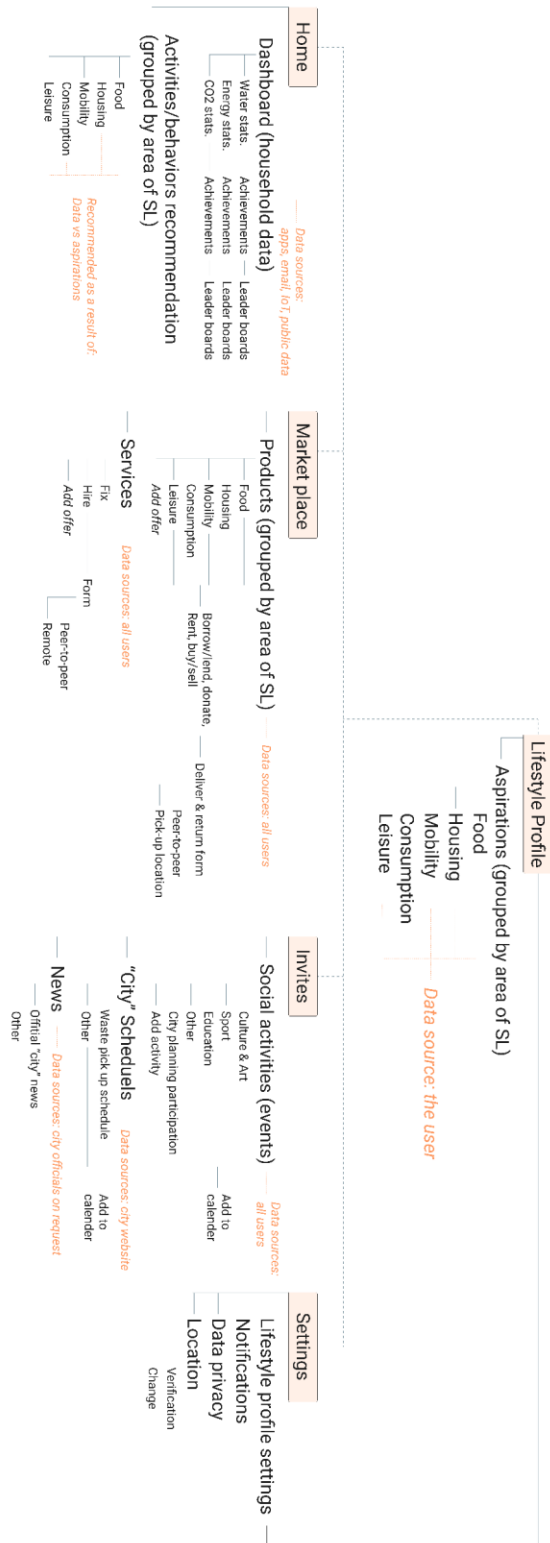 Lifestyle Profile
Aspirations (grouped by area of SL)
Food
Housing
Mobility
Consumption
Leisure
Data source: the user
Home
Dashboard (household data)
Data sources:
apps, email, IoT, public data
Water stats. Achievements Leader boards
Energy stats. Achievements Leader boards
CO2 stats. Achievements Leader boards
Activities/behaviors recommendation
(grouped by area of SL)
Food
Housing
Mobility
Consumption
Leisure
Recommended as a result of:
Data vs aspirations
Market place
Products (grouped by area of SL)
Data sources: all users
Food
Housing
Mobility
Consumption
Leisure
Add offer
Borrow/lend, donate,
Rent, buy/sell
Deliver & return form
Peer-to-peer
Pick-up location
Services
Data sources: all users
Fix
Hire
Add offer
Form
Peer-to-peer
Remote
Invites
Social activities (events)
Data sources:
all users
Culture & Art
Sport
Education
Other
City planning participation
Add activity
Add to
calender
"City" Scheduels
Data sources: city website
Waste pick up schedule
Other
Add to
calender
News
Data sources: city officials on request
Offitial "city" news
Other
Settings
Lifestyle profile settings
Notifications
Data privacy
Location
Verification
Change